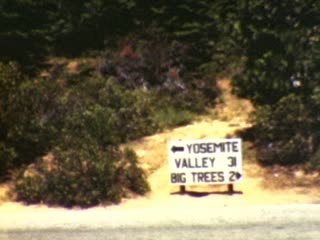 ← YOSEMITE
VALLEY 31
BIG TREES 2→